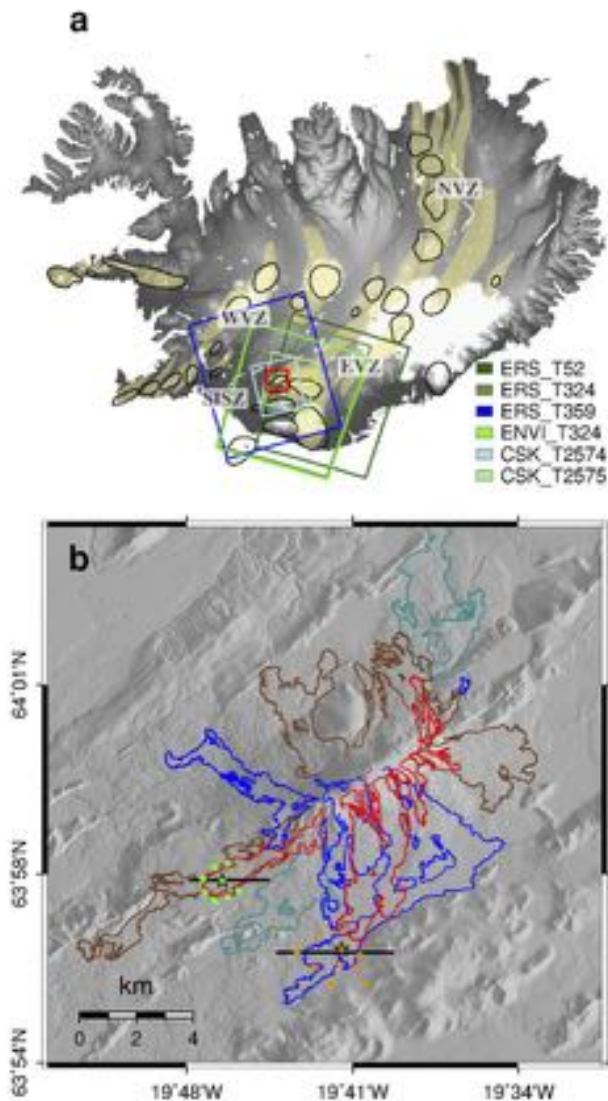 a
NVZ
WVZ
EVZ
SISZ
ERS_T52
ERS_T324
ERS_T359
ENVI_T324
CSK_T2574
CSK_T2575
b
64°01'N
63°58'N
63°54'N
km
0 2 4
19°48'W 19°41'W 19°34'W